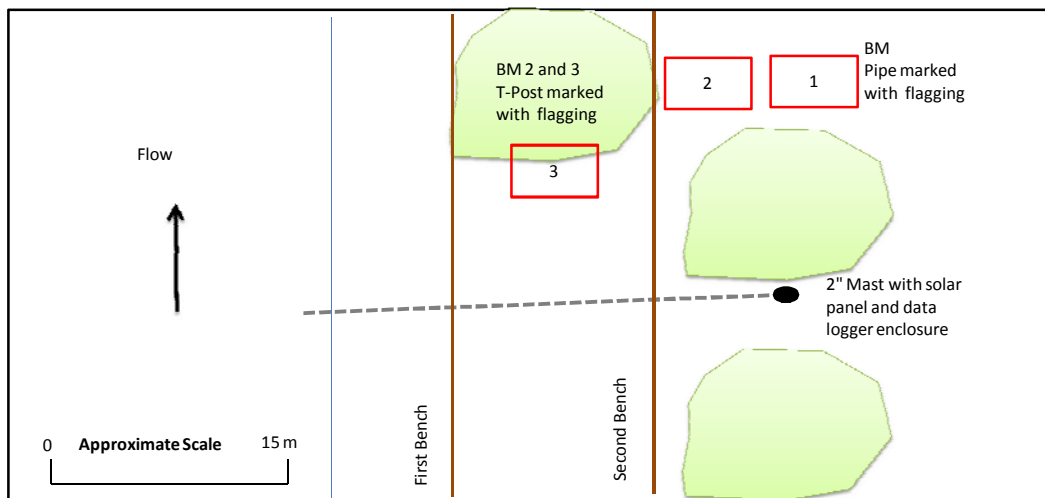 BM 2 and 3
T-Post marked
with flagging
2
1
BM
Pipe marked
with flagging
Flow
3
2" Mast with solar
panel and data
logger enclosure
First Bench
Second Bench
0 Approximate Scale 15 m